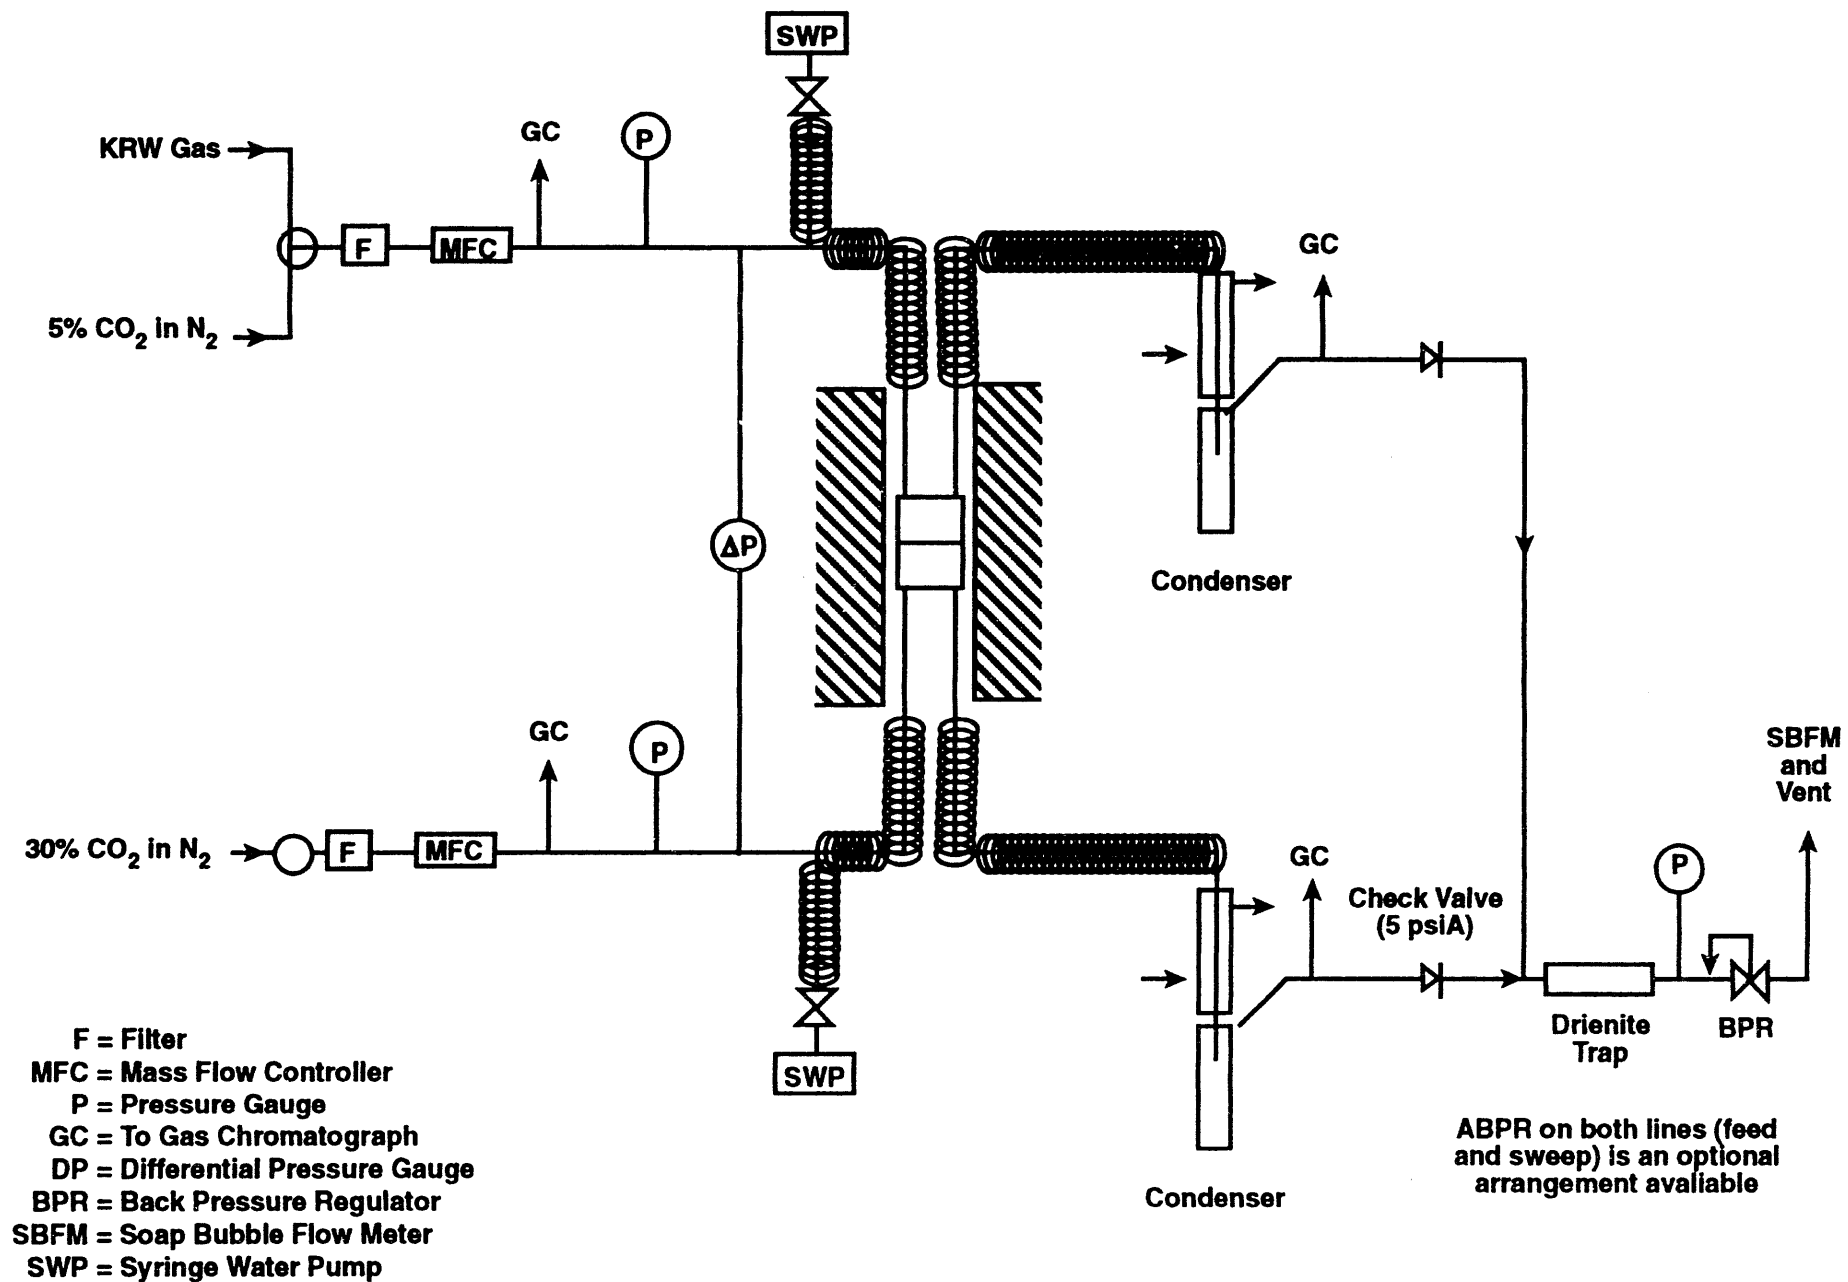 SWP
GC
P
KRW Gas
F
MFC
GC
5% CO2 in N2
ΔP
Condenser
GC
P
SBFM
and
Vent
30% CO2 in N2
F
MFC
GC
P
Check Valve
(5 psiA)
SWP
Drienite
Trap
BPR
Condenser
ABPR on both lines (feed
and sweep) is an optional
arrangement avaliable
F = Filter
MFC = Mass Flow Controller
P = Pressure Gauge
GC = To Gas Chromatograph
DP = Differential Pressure Gauge
BPR = Back Pressure Regulator
SBFM = Soap Bubble Flow Meter
SWP = Syringe Water Pump